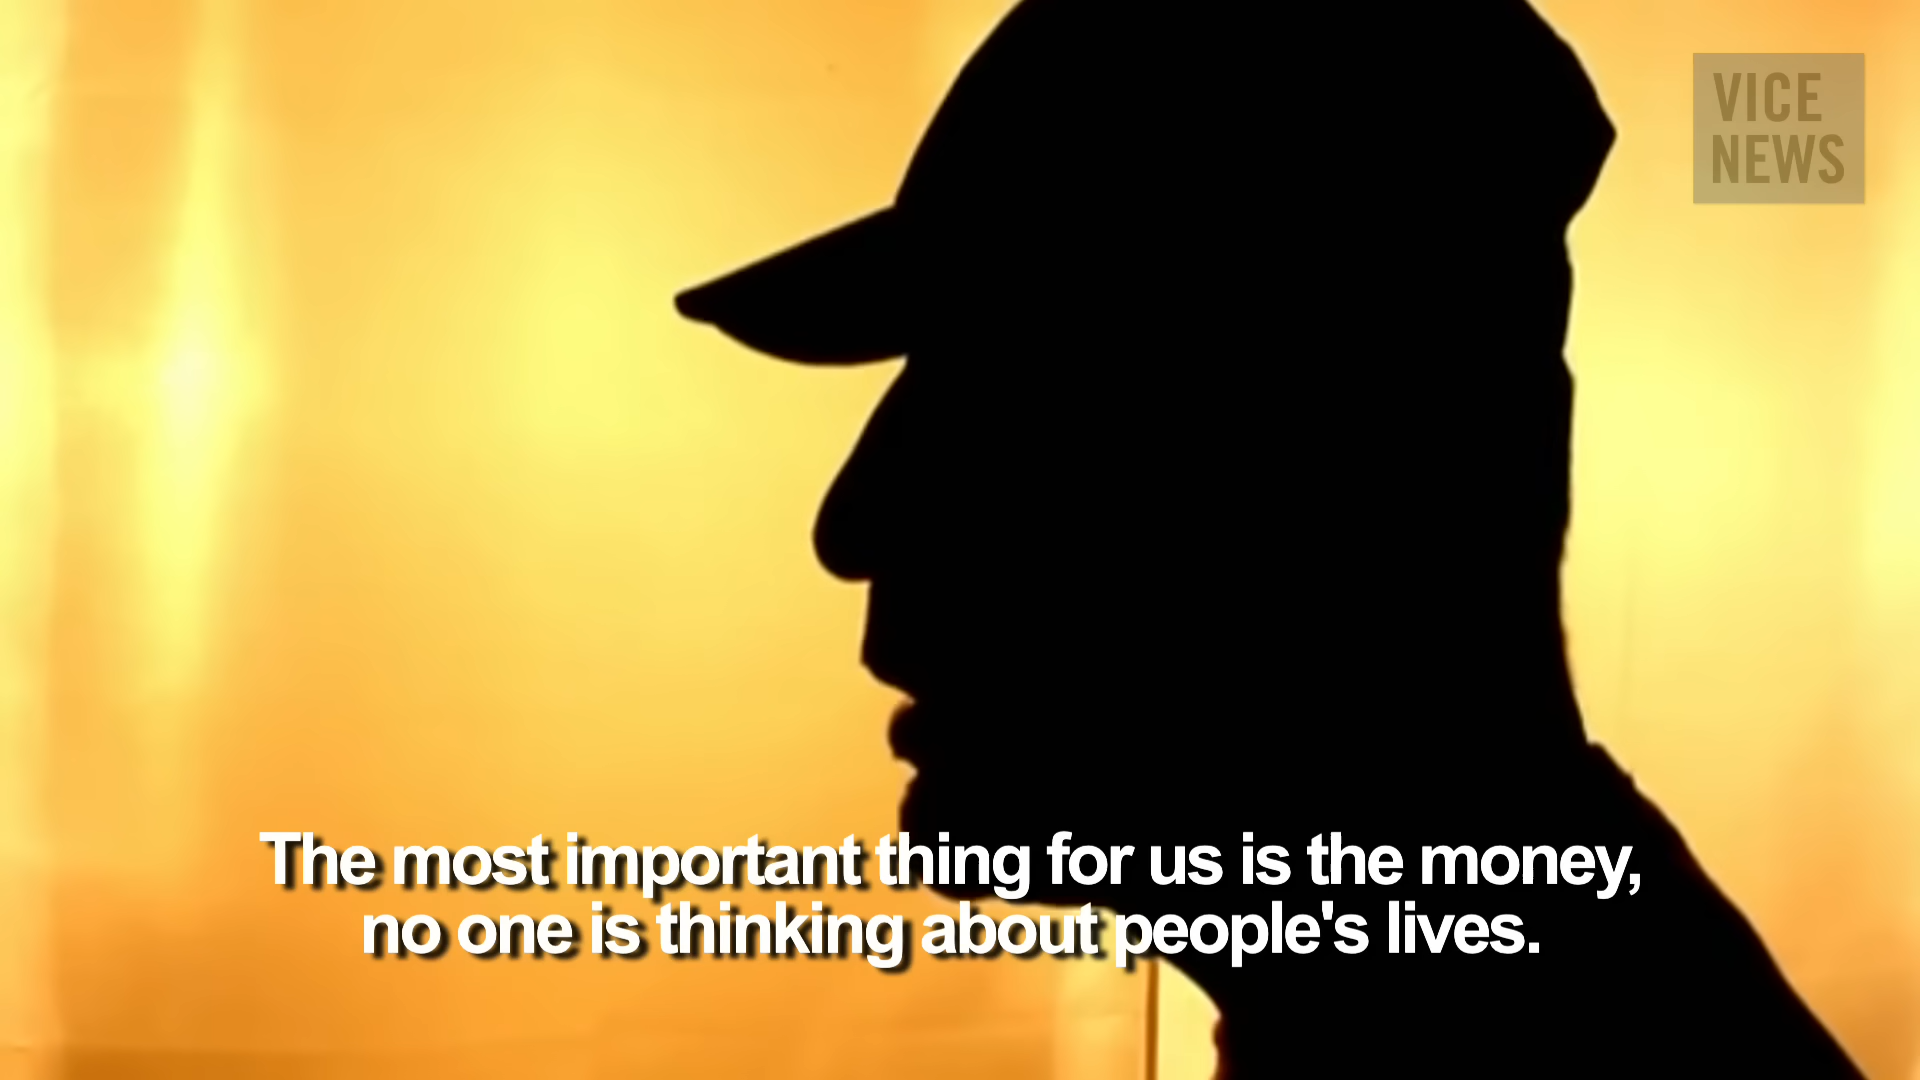 VICE
NEWS
The most important thing for us is the money,
no one is thinking about people's lives.